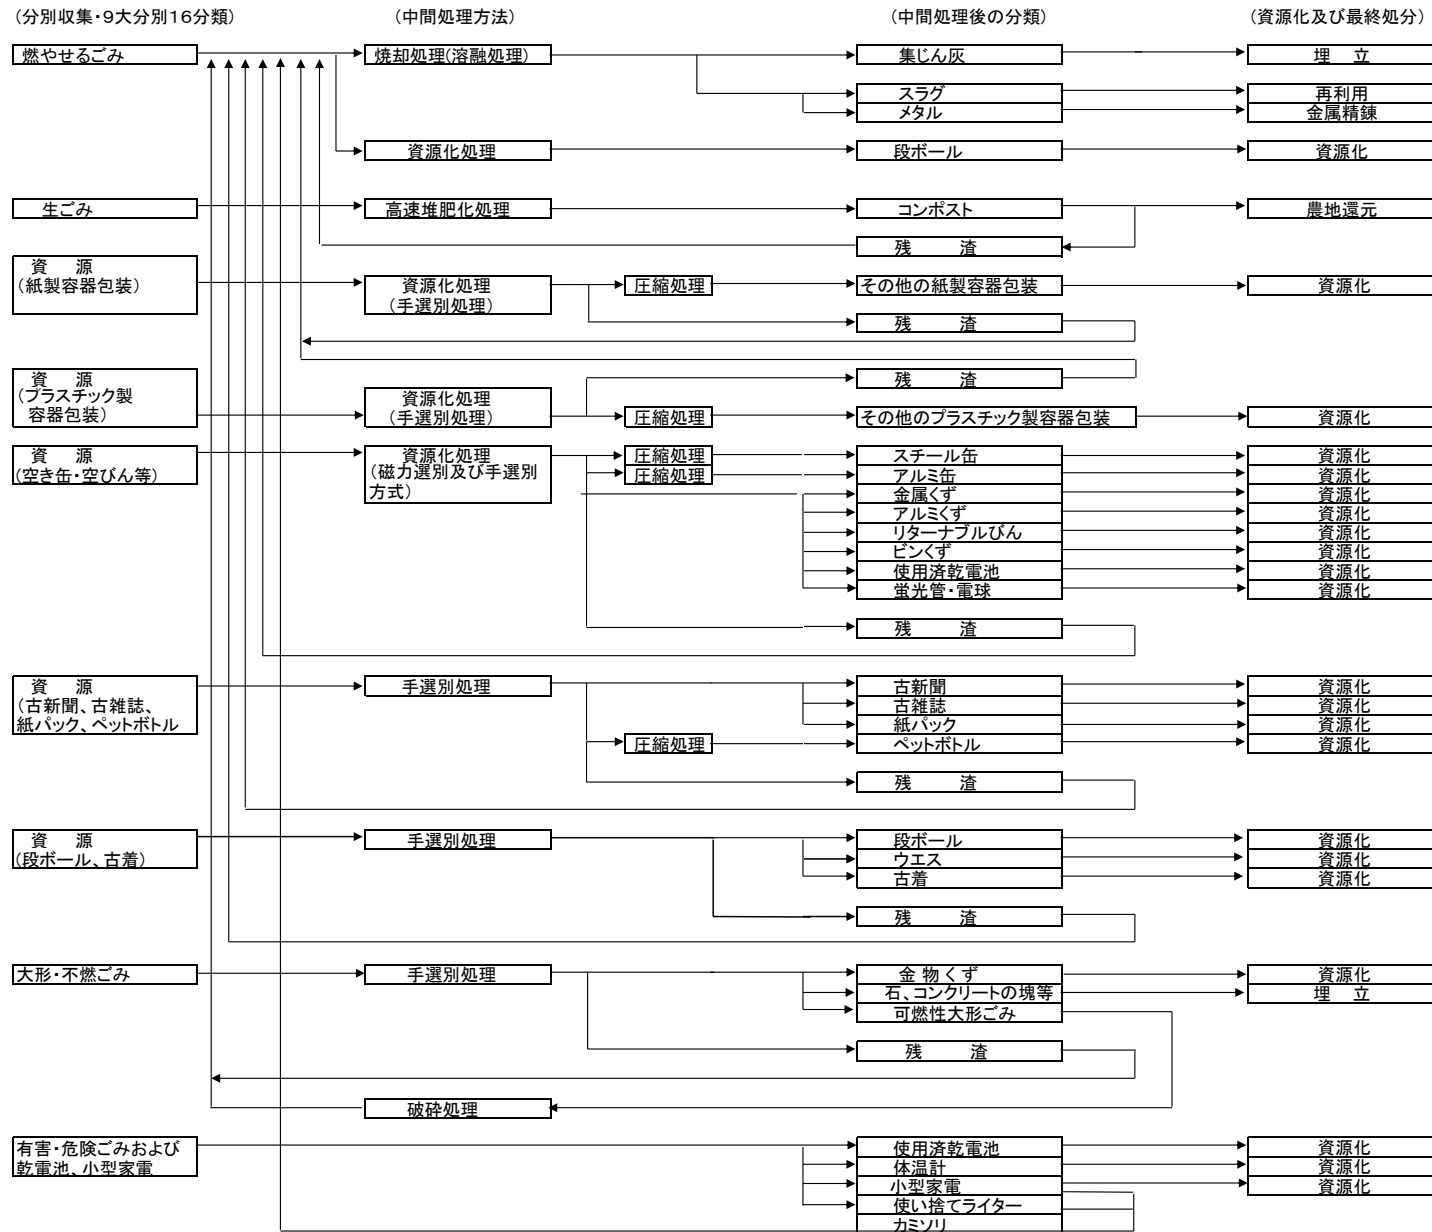 （分別収集・9大分別16分類） （中間処理方法） （中間処理後の分類） （資源化及び最終処分）
燃やせるごみ 焼却処理(溶融処理) 集じん灰 埋 立
スラグ 再利用
メタル 金属精錬
資源化処理 段ボール 資源化
生ごみ 高速堆肥化処理 コンポスト 農地還元
残 渣
資 源
（紙製容器包装） 資源化処理 圧縮処理 その他の紙製容器包装 資源化
（手選別処理）
残 渣
資 源 残 渣
（プラスチック製
容器包装） 資源化処理
（手選別処理） 圧縮処理 その他のプラスチック製容器包装 資源化
資 源 資源化処理 圧縮処理 スチール缶 資源化
（空き缶・空びん等） （磁力選別及び手選別 圧縮処理 アルミ缶 資源化
方式） 金属くず 資源化
アルミくず 資源化
リターナブルびん 資源化
ビンくず 資源化
使用済乾電池 資源化
蛍光管・電球 資源化
残 渣
資 源 手選別処理 古新聞 資源化
（古新聞、古雑誌、 古雑誌 資源化
紙パック、ペットボトル 紙パック 資源化
圧縮処理 ペットボトル 資源化
残 渣
資 源 手選別処理 段ボール 資源化
（段ボール、古着） ウエス 資源化
古着 資源化
残 渣
大形・不燃ごみ 手選別処理 金 物 く ず 資源化
石、コンクリートの塊等 埋 立
可燃性大形ごみ
残 渣
破砕処理
有害・危険ごみおよび 使用済乾電池 資源化
乾電池、小型家電 体温計 資源化
小型家電 資源化
使い捨てライター
カミソリ